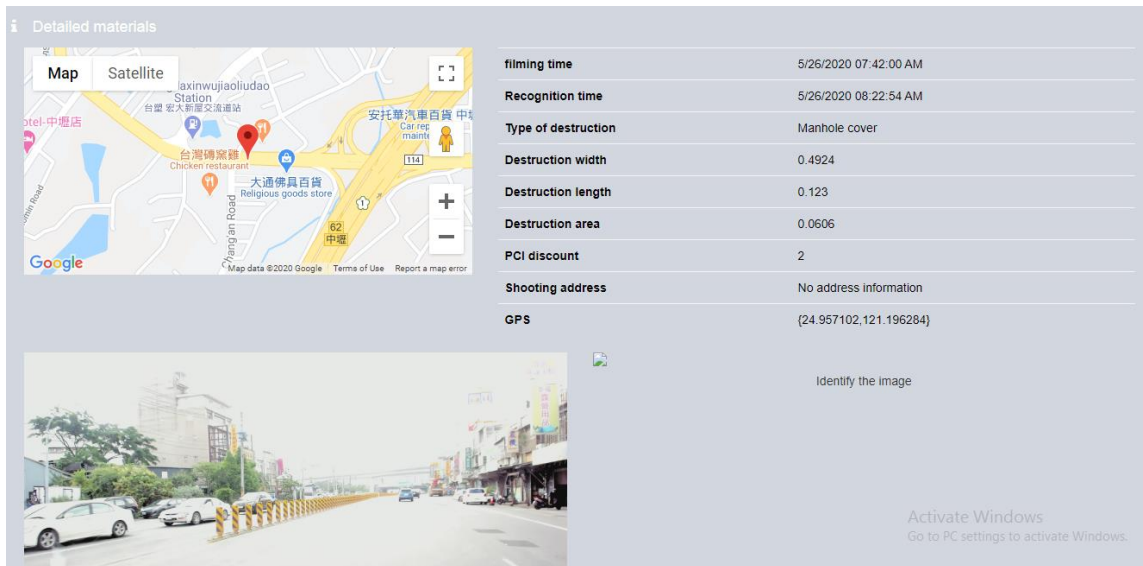 Detailed materials
Map
Satellite
axinwujiaoliudao
Station
台塑 宏大新屋交流道站
otel-中壢店
安托華汽車百貨 中
Car rep
mainte
台灣磚窯雞
Chicken restaurant
114
大通佛具百貨
Religious goods store
1
62
中壢
min Road
Chang'an Road
Google
Map data ©2020 Google
Terms of Use
Report a map error
filming time 5/26/2020 07:42:00 AM
Recognition time 5/26/2020 08:22:54 AM
Type of destruction Manhole cover
Destruction width 0.4924
Destruction length 0.123
Destruction area 0.0606
PCI discount 2
Shooting address No address information
GPS {24.957102,121.196284}
Identify the image
Activate Windows
Go to PC settings to activate Windows.